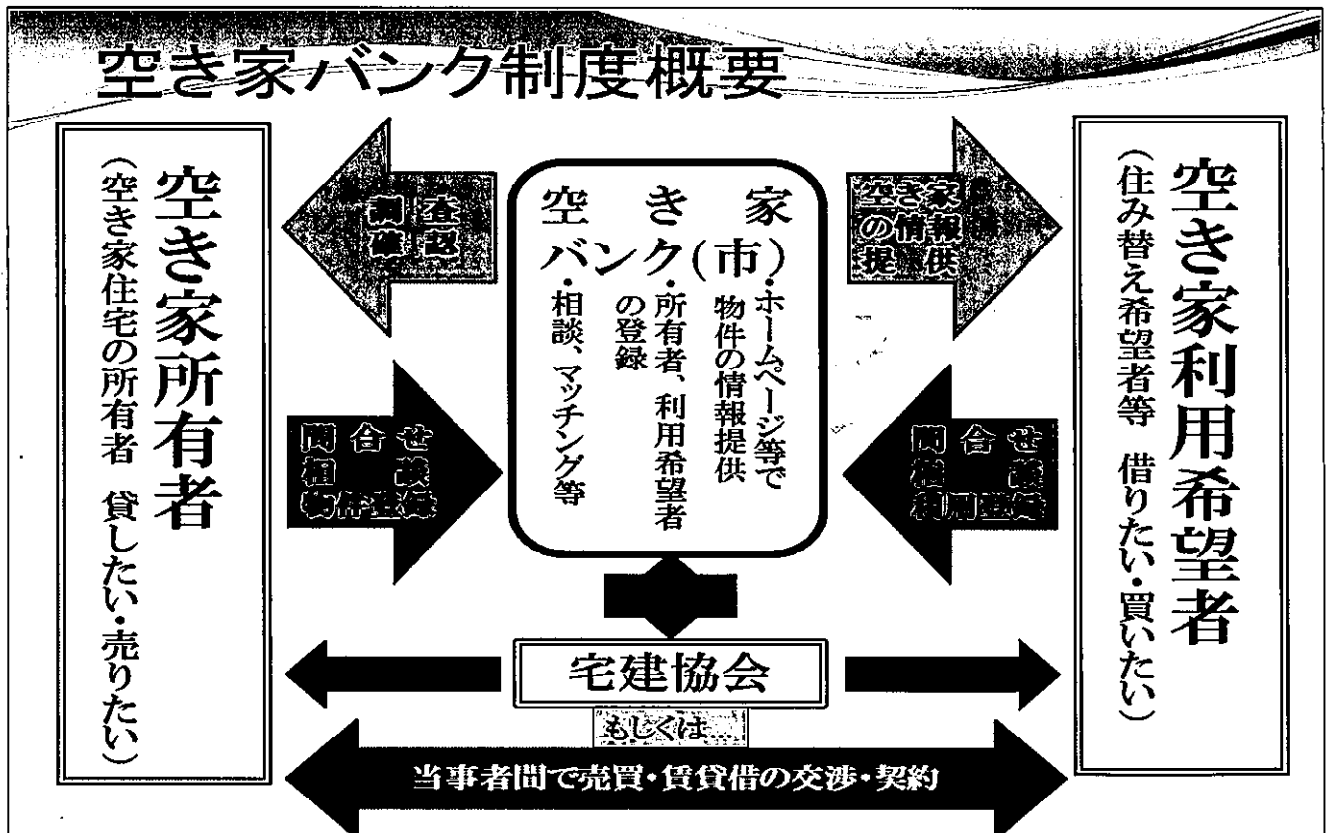 空き家バンク制度概要
空き家所有者
（空き家住宅の所有者　貸したい・売りたい）
調査
確認
問合せ
相談
物件登録
空き家
バンク(市)
・ホームページ等で
物件の情報提供
・所有者、利用希望者
の登録
・相談、マッチング等
空き家
の情報
提供
問合せ
相談
利用登録
空き家利用希望者
（住み替え希望者等　借りたい・買いたい）
宅建協会
もしくは
当事者間で売買・賃貸借の交渉・契約